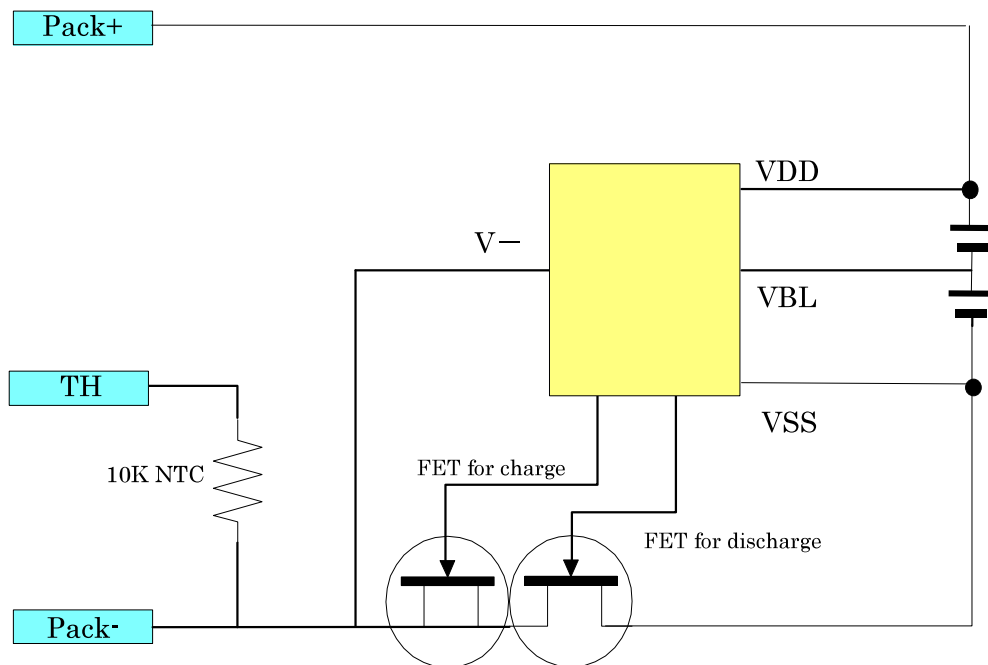 Pack+
VDD
V－
VBL
TH
VSS
FET for charge
10K NTC
FET for discharge
Pack-